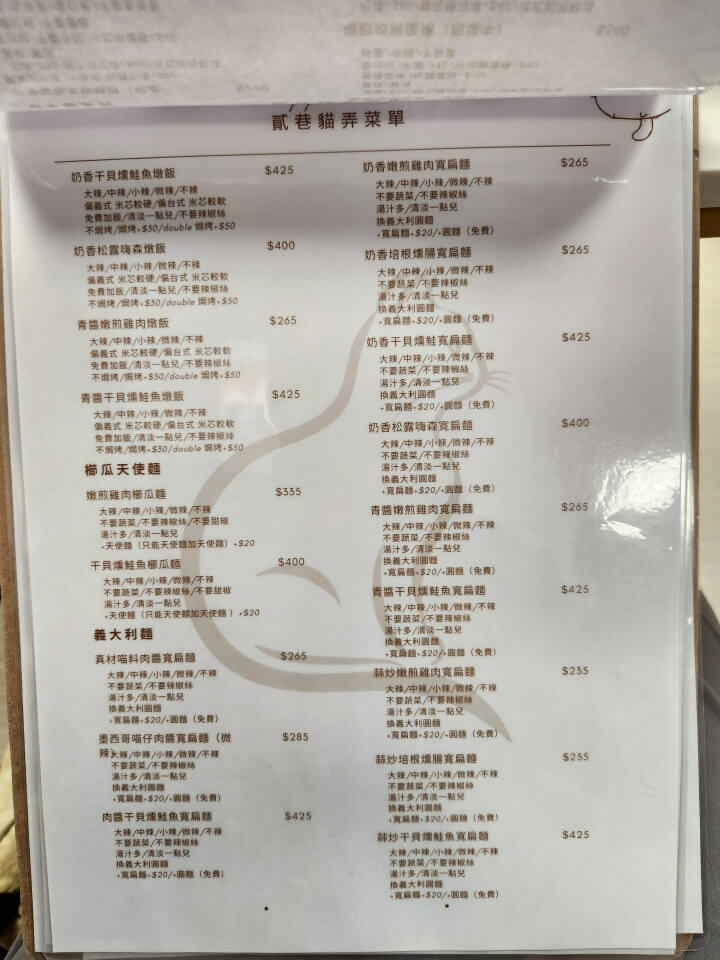 貳巷貓弄菜單
奶香干貝燻鮭魚燉飯 $425
大辣/中辣/小辣/微辣/不辣
偏義式 米芯較硬/偏台式 米芯較軟
免費加飯/清淡一點兒/不要辣椒絲
不焗烤/焗烤+$30/double 焗烤+$50
奶香松露嗨森燉飯 $400
大辣/中辣/小辣/微辣/不辣
偏義式 米芯較硬/偏台式 米芯較軟
免費加飯/清淡一點兒/不要辣椒絲
不焗烤/焗烤+$30/double 焗烤+$50
青醬嫩煎雞肉燉飯 $265
大辣/中辣/小辣/微辣/不辣
偏義式 米芯較硬/偏台式 米芯較軟
免費加飯/清淡一點兒/不要辣椒絲
不焗烤/焗烤+$30/double 焗烤+$50
青醬干貝燻鮭魚燉飯 $425
大辣/中辣/小辣/微辣/不辣
偏義式 米芯較硬/偏台式 米芯較軟
免費加飯/清淡一點兒/不要辣椒絲
不焗烤/焗烤+$30/double 焗烤+$50
櫛瓜天使麵
嫩煎雞肉櫛瓜麵 $335
大辣/中辣/小辣/微辣/不辣
不要蔬菜/不要辣椒絲/不要甜椒
湯汁多/清淡一點兒
+天使麵（只能天使麵加天使麵）+$20
干貝燻鮭魚櫛瓜麵 $400
大辣/中辣/小辣/微辣/不辣
不要蔬菜/不要辣椒絲/不要甜椒
湯汁多/清淡一點兒
+天使麵（只能天使麵加天使麵）+$20
義大利麵
真材喵料肉醬寬扁麵 $265
大辣/中辣/小辣/微辣/不辣
不要蔬菜/不要辣椒絲
湯汁多/清淡一點兒
換義大利圓麵
+寬扁麵+$20/+圓麵（免費）
墨西哥喵仔肉醬寬扁麵（微辣） $285
大辣/中辣/小辣/微辣/不辣
不要蔬菜/不要辣椒絲
湯汁多/清淡一點兒
換義大利圓麵
+寬扁麵+$20/+圓麵（免費）
肉醬干貝燻鮭魚寬扁麵 $425
大辣/中辣/小辣/微辣/不辣
不要蔬菜/不要辣椒絲
湯汁多/清淡一點兒
換義大利圓麵
+寬扁麵+$20/+圓麵（免費）
奶香嫩煎雞肉寬扁麵 $265
大辣/中辣/小辣/微辣/不辣
不要蔬菜/不要辣椒絲
湯汁多/清淡一點兒
換義大利圓麵
+寬扁麵+$20/+圓麵（免費）
奶香培根燻腸寬扁麵 $265
大辣/中辣/小辣/微辣/不辣
不要蔬菜/不要辣椒絲
湯汁多/清淡一點兒
換義大利圓麵
+寬扁麵+$20/+圓麵（免費）
奶香干貝燻鮭寬扁麵 $425
大辣/中辣/小辣/微辣/不辣
不要蔬菜/不要辣椒絲
湯汁多/清淡一點兒
換義大利圓麵
+寬扁麵+$20/+圓麵（免費）
奶香松露嗨森寬扁麵 $400
大辣/中辣/小辣/微辣/不辣
不要蔬菜/不要辣椒絲
湯汁多/清淡一點兒
換義大利圓麵
+寬扁麵+$20/+圓麵（免費）
青醬嫩煎雞肉寬扁麵 $265
大辣/中辣/小辣/微辣/不辣
不要蔬菜/不要辣椒絲
湯汁多/清淡一點兒
換義大利圓麵
+寬扁麵+$20/+圓麵（免費）
青醬干貝燻鮭魚寬扁麵 $425
大辣/中辣/小辣/微辣/不辣
不要蔬菜/不要辣椒絲
湯汁多/清淡一點兒
換義大利圓麵
+寬扁麵+$20/+圓麵（免費）
蒜炒嫩煎雞肉寬扁麵 $235
大辣/中辣/小辣/微辣/不辣
不要蔬菜/不要辣椒絲
湯汁多/清淡一點兒
換義大利圓麵
+寬扁麵+$20/+圓麵（免費）
蒜炒培根燻腸寬扁麵 $235
大辣/中辣/小辣/微辣/不辣
不要蔬菜/不要辣椒絲
湯汁多/清淡一點兒
換義大利圓麵
+寬扁麵+$20/+圓麵（免費）
蒜炒干貝燻鮭魚寬扁麵 $425
大辣/中辣/小辣/微辣/不辣
不要蔬菜/不要辣椒絲
湯汁多/清淡一點兒
換義大利圓麵
+寬扁麵+$20/+圓麵（免費）